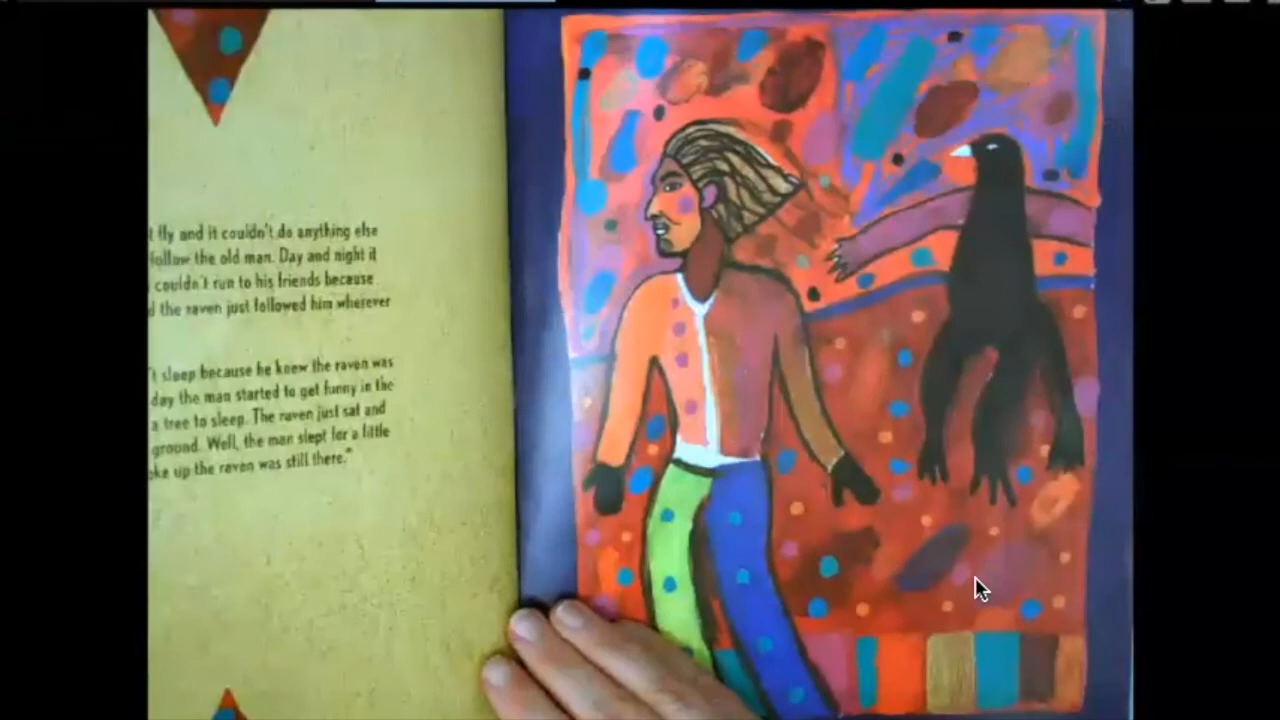 fly and it couldn't do anything else
follow the old man. Day and night it
couldn't run to his friends because
the raven just followed him wherever
sleep because he knew the raven was
day the man started to get funny in the
a tree to sleep. The raven just sat and
ground. Well, the man slept for a little
up the raven was still there."